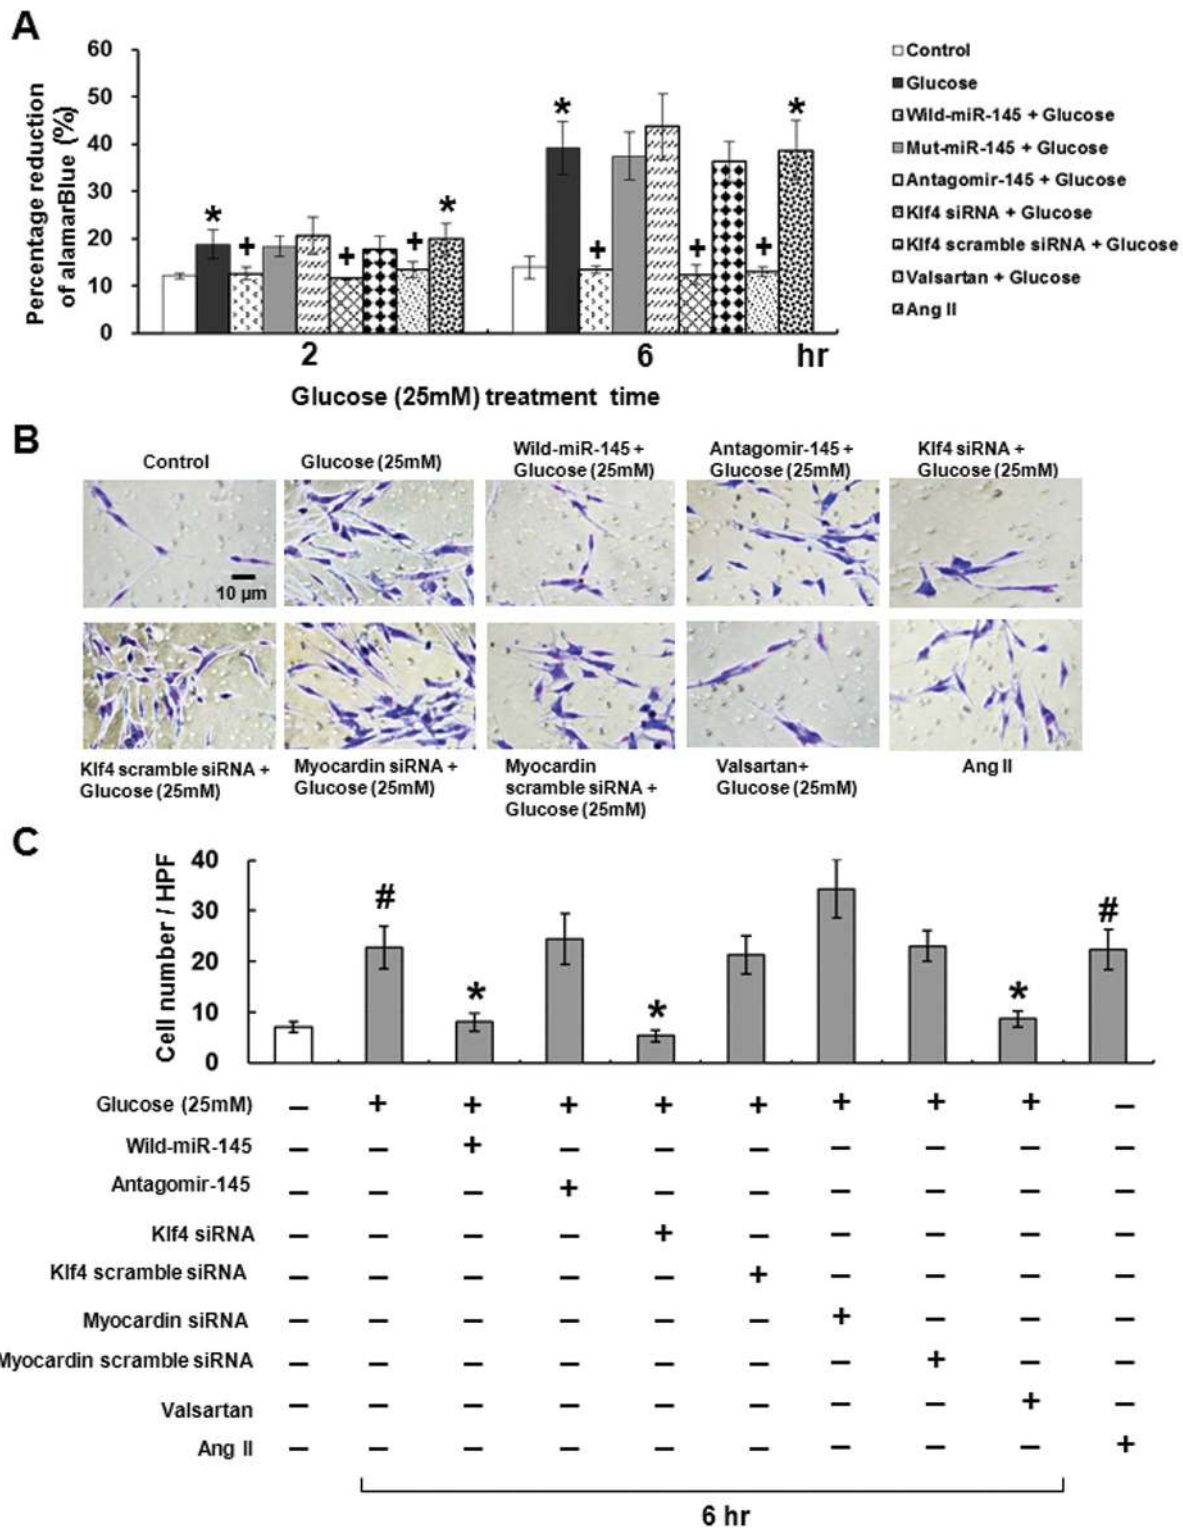 A
60
50
40
30
20
10
0
Percentage reduction
of alamarBlue (%)
* + + + *
* + + + *
2 6 hr
Glucose (25mM) treatment time
Control
Glucose
Wild-miR-145 + Glucose
Mut-miR-145 + Glucose
Antagomir-145 + Glucose
Klf4 siRNA + Glucose
Klf4 scramble siRNA + Glucose
Valsartan + Glucose
Ang II
B
Control
Glucose (25mM)
Wild-miR-145 +
Glucose (25mM)
Antagomir-145 +
Glucose (25mM)
Klf4 siRNA +
Glucose (25mM)
10 µm
Klf4 scramble siRNA +
Glucose (25mM)
Myocardin siRNA +
Glucose (25mM)
Myocardin
scramble siRNA +
Glucose (25mM)
Valsartan+
Glucose (25mM)
Ang II
C
Cell number / HPF
40
30
20
10
0
# * * * #
Glucose (25mM) – + + + + + + + + –
Wild-miR-145 – – + – – – – – – –
Antagomir-145 – – – + – – – – – –
Klf4 siRNA – – – – + – – – – –
Klf4 scramble siRNA – – – – – + – – – –
Myocardin siRNA – – – – – – + – – –
Myocardin scramble siRNA – – – – – – – + – –
Valsartan – – – – – – – – + –
Ang II – – – – – – – – – +
6 hr